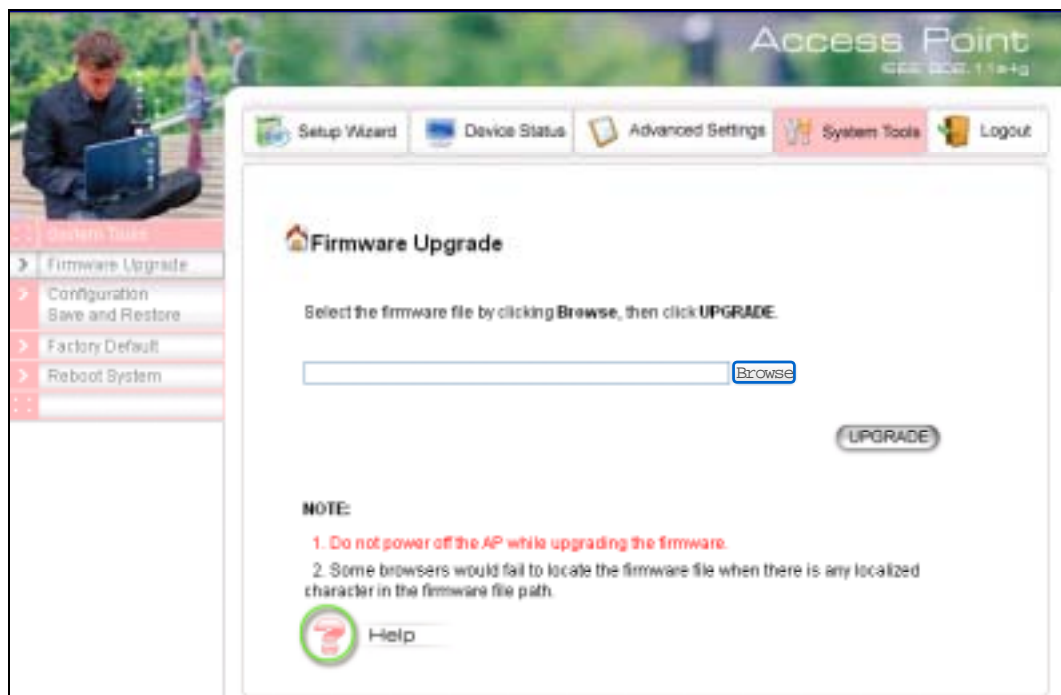 Access Point
IEEE 802.11a+g
Setup Wizard
Device Status
Advanced Settings
System Tools
Logout
System Tools
Firmware Upgrade
Configuration
Save and Restore
Factory Default
Reboot System
Firmware Upgrade
Select the firmware file by clicking Browse, then click UPGRADE.
Browse
UPGRADE
NOTE:
1. Do not power off the AP while upgrading the firmware.
2. Some browsers would fail to locate the firmware file when there is any localized
character in the firmware file path.
Help